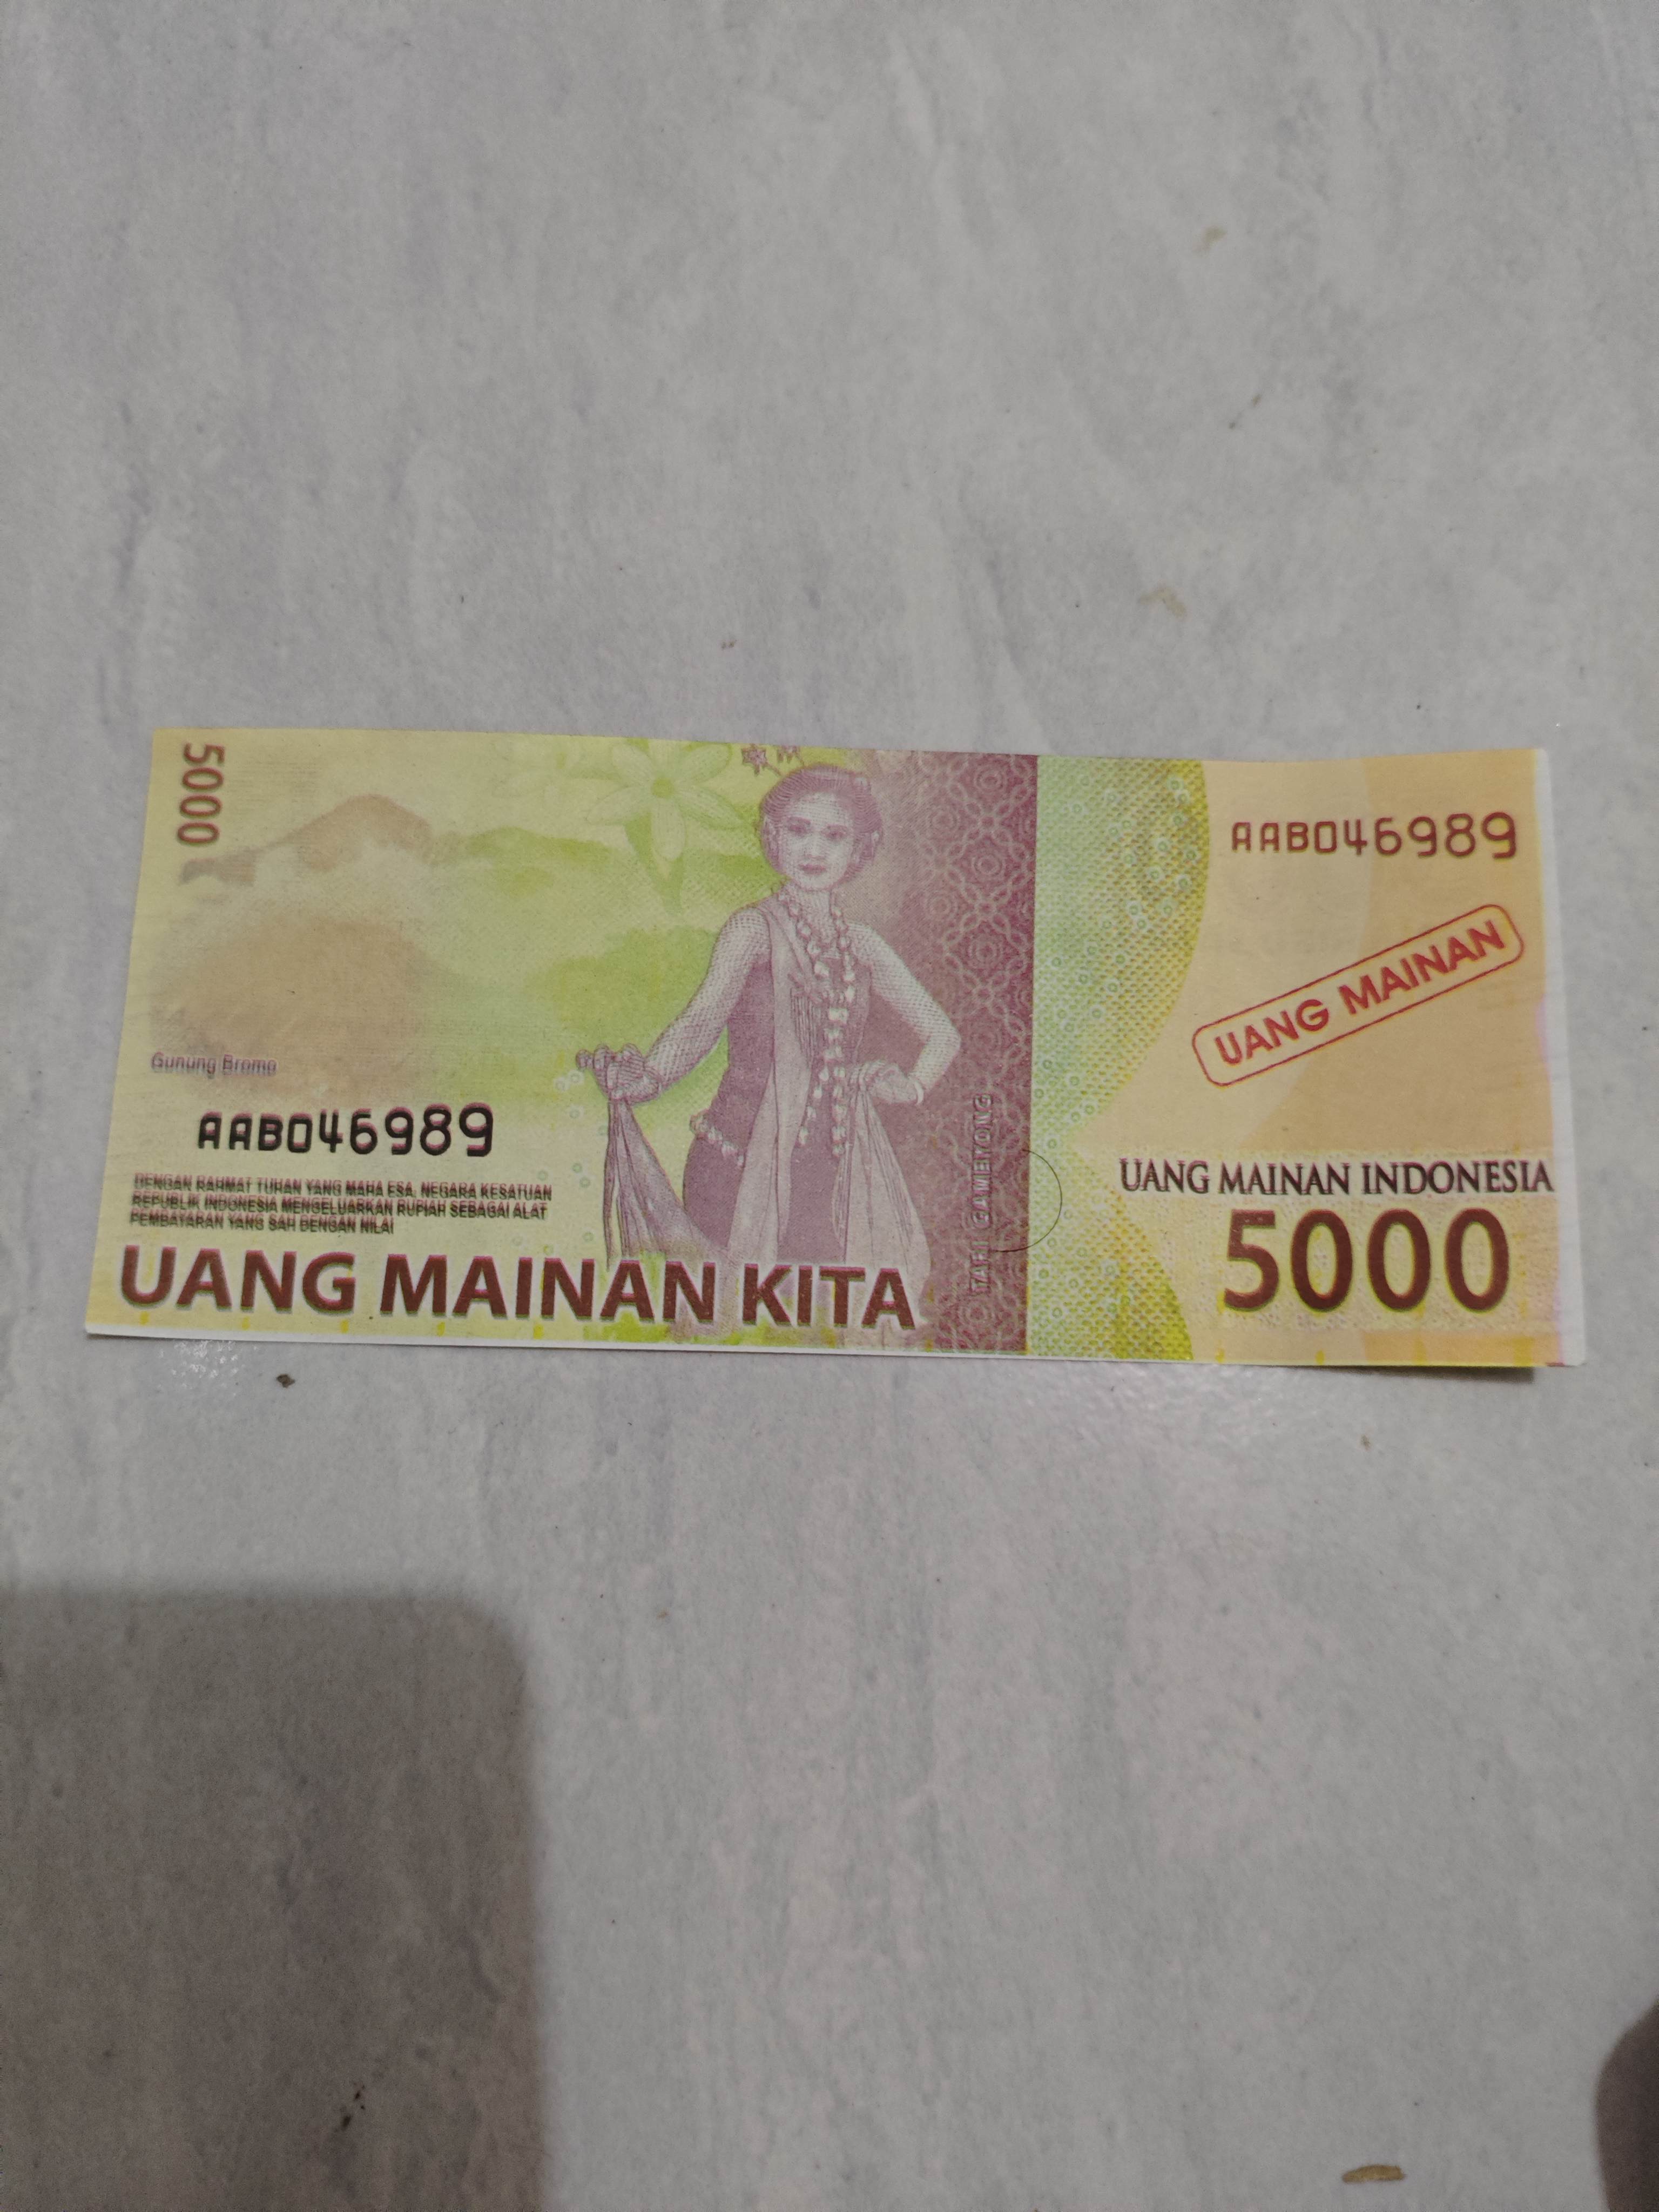 5000
AAB046989
UANG MAINAN
Gunung Bromo
AAB046989
DENGAN RAHMAT TUHAN YANG MAHA ESA, NEGARA KESATUAN
REPUBLIK INDONESIA MENGELUARKAN RUPIAH SEBAGAI ALAT
PEMBAYARAN YANG SAH DENGAN NILAI
UANG MAINAN KITA
TARI GAMBYONG
UANG MAINAN INDONESIA
5000